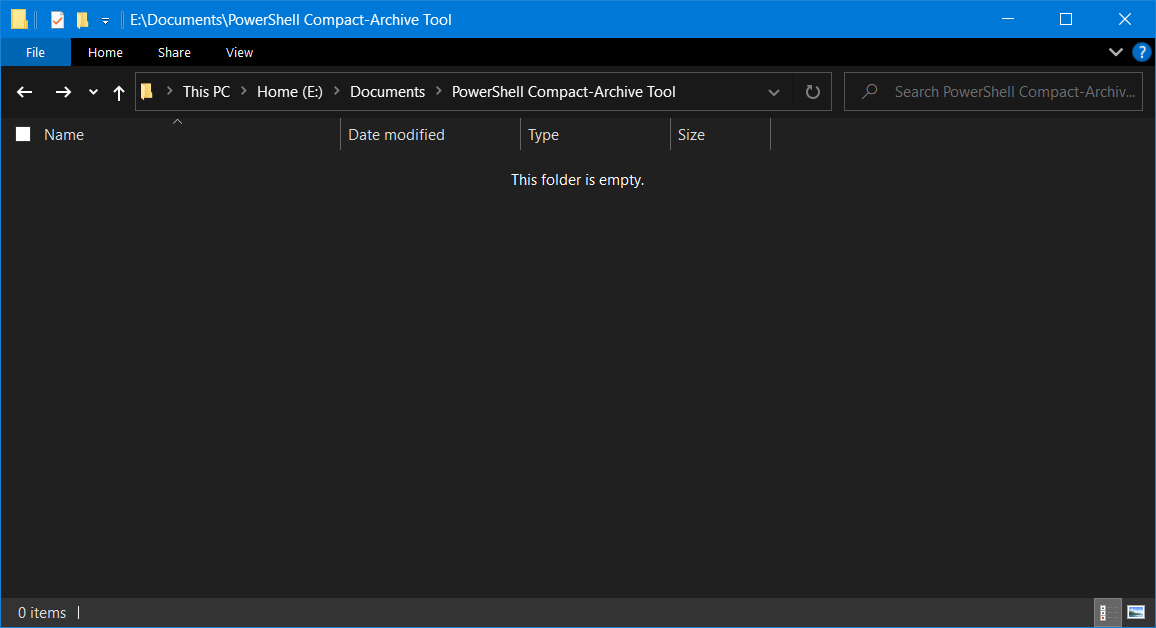 E:\Documents\PowerShell Compact-Archive Tool
File Home Share View
?
This PC Home (E:) Documents PowerShell Compact-Archive Tool Search PowerShell Compact-Archiv...
Name Date modified Type Size
This folder is empty.
0 items